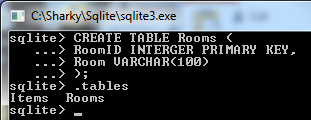 C:\Sharky\Sqlite\sqlite3.exe
sqlite> CREATE TABLE Rooms (
...> RoomID INTERGER PRIMARY KEY,
...> Room VARCHAR(100)
...> );
sqlite> .tables
Items Rooms
sqlite> _